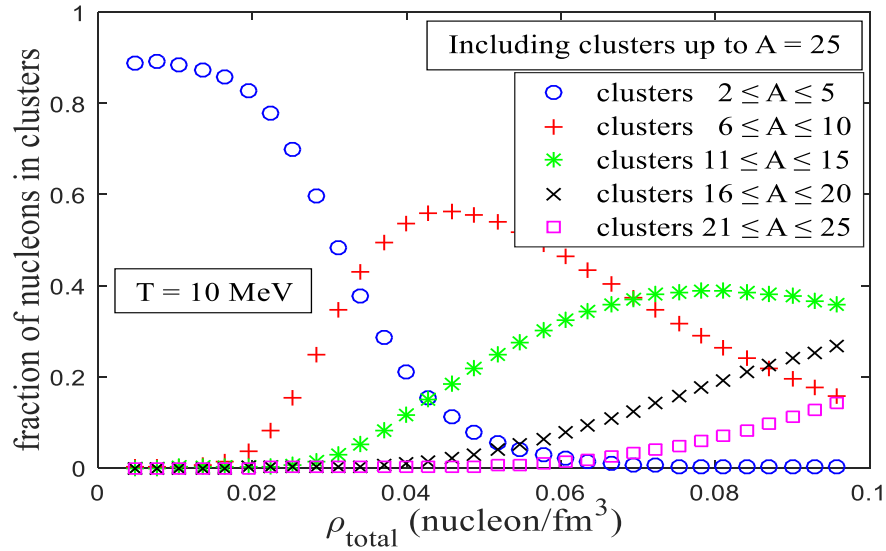 1
0.8
0.6
0.4
0.2
0
fraction of nucleons in clusters
Including clusters up to A = 25
clusters 2 ≤ A ≤ 5
clusters 6 ≤ A ≤ 10
clusters 11 ≤ A ≤ 15
clusters 16 ≤ A ≤ 20
clusters 21 ≤ A ≤ 25
T = 10 MeV
0 0.02 0.04 0.06 0.08 0.1
ρ_total (nucleon/fm³)